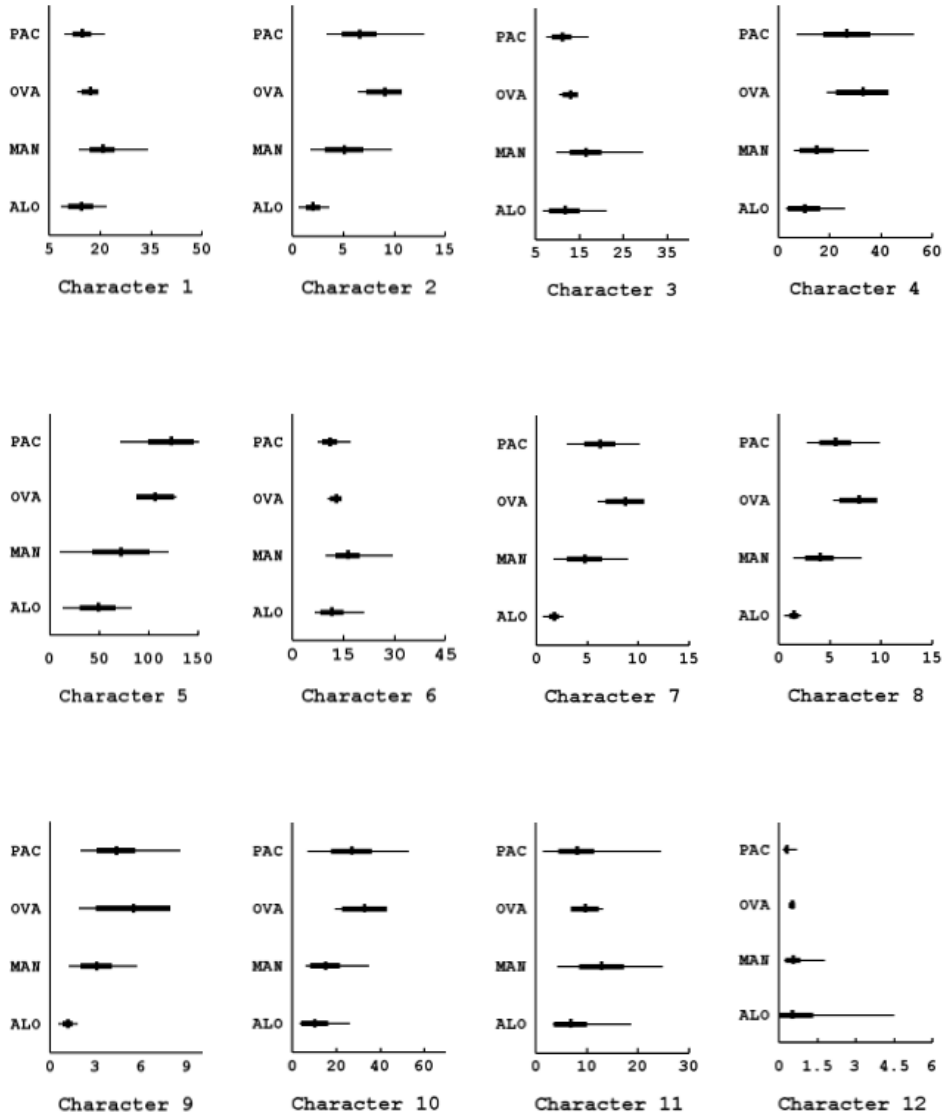 PAC
OVA
MAN
ALO
5 20 35 50
Character 1
PAC
OVA
MAN
ALO
0 5 10 15
Character 2
PAC
OVA
MAN
ALO
5 15 25 35
Character 3
PAC
OVA
MAN
ALO
0 20 40 60
Character 4
PAC
OVA
MAN
ALO
0 50 100 150
Character 5
PAC
OVA
MAN
ALO
0 15 30 45
Character 6
PAC
OVA
MAN
ALO
0 5 10 15
Character 7
PAC
OVA
MAN
ALO
0 5 10 15
Character 8
PAC
OVA
MAN
ALO
0 3 6 9
Character 9
PAC
OVA
MAN
ALO
0 20 40 60
Character 10
PAC
OVA
MAN
ALO
0 10 20 30
Character 11
PAC
OVA
MAN
ALO
0 1.5 3 4.5 6
Character 12